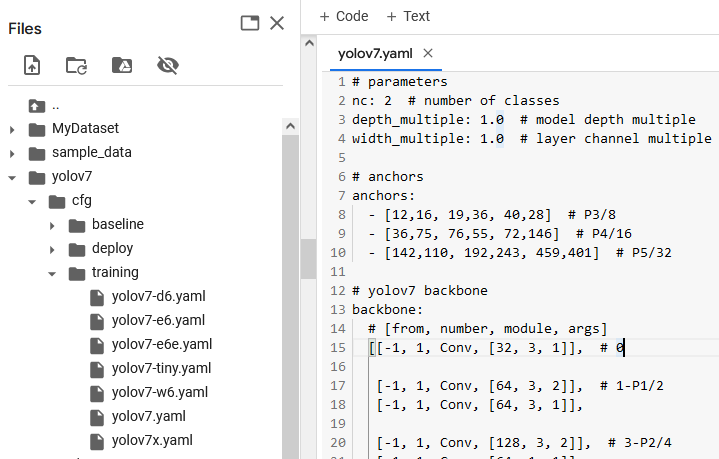 Files
..
MyDataset
sample_data
yolov7
cfg
baseline
deploy
training
yolov7-d6.yaml
yolov7-e6.yaml
yolov7-e6e.yaml
yolov7-tiny.yaml
yolov7-w6.yaml
yolov7.yaml
yolov7x.yaml
+ Code + Text
yolov7.yaml ×
1 # parameters
2 nc: 2  # number of classes
3 depth_multiple: 1.0  # model depth multiple
4 width_multiple: 1.0  # layer channel multiple
5
6 # anchors
7 anchors:
8   - [12,16, 19,36, 40,28]  # P3/8
9   - [36,75, 76,55, 72,146]  # P4/16
10   - [142,110, 192,243, 459,401]  # P5/32
11
12 # yolov7 backbone
13 backbone:
14   # [from, number, module, args]
15   [[-1, 1, Conv, [32, 3, 1]],  # 0
16
17    [-1, 1, Conv, [64, 3, 2]],  # 1-P1/2
18    [-1, 1, Conv, [64, 3, 1]],
19
20    [-1, 1, Conv, [128, 3, 2]],  # 3-P2/4